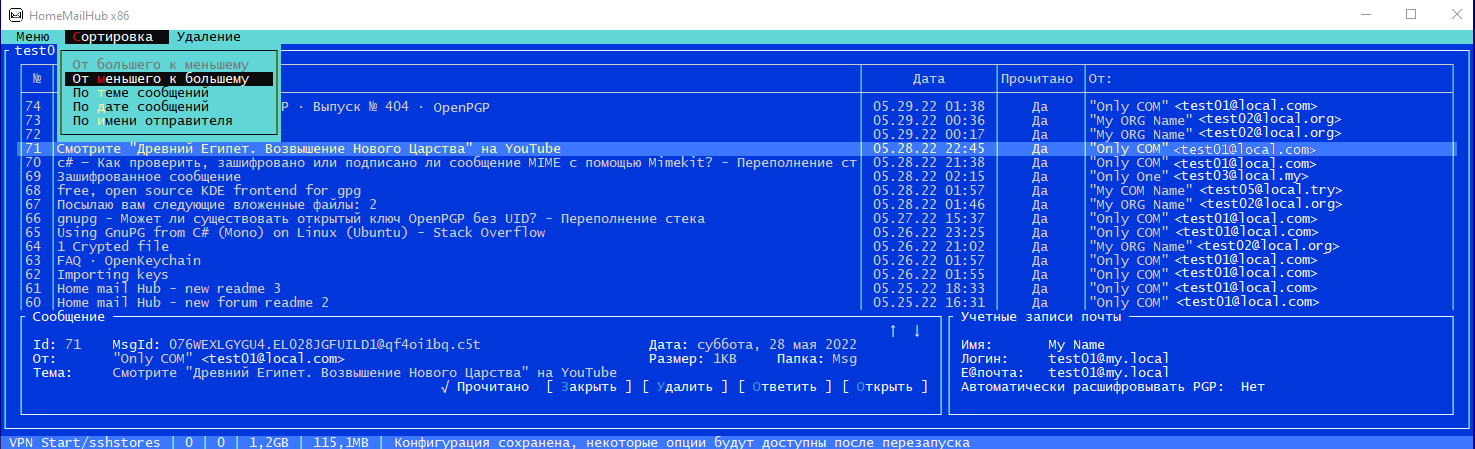 HomeMailHub x86
Меню Сортировка Удаление
test0
От большего к меньшему
От меньшего к большему
По теме сообщений
По дате сообщений
По имени отправителя
№ Дата Прочитано От:
74 Р · Выпуск № 404 · OpenPGP 05.29.22 01:38 Да "Only COM" <test01@local.com>
73 05.29.22 00:36 Да "My ORG Name" <test02@local.org>
72 05.29.22 00:17 Да "My ORG Name" <test02@local.org>
71 Смотрите "Древний Египет. Возвышение Нового Царства" на YouTube 05.28.22 22:45 Да "Only COM" <test01@local.com>
70 c# — Как проверить, зашифровано или подписано ли сообщение MIME с помощью Mimekit? - Переполнение ст 05.28.22 21:38 Да "Only COM" <test01@local.com>
69 Зашифрованное сообщение 05.28.22 02:15 Да "Only One" <test03@local.my>
68 free, open source KDE frontend for gpg 05.28.22 01:57 Да "My COM Name" <test05@local.try>
67 Посылаю вам следующие вложенные файлы: 2 05.28.22 01:46 Да "My ORG Name" <test02@local.org>
66 gnupg - Может ли существовать открытый ключ OpenPGP без UID? - Переполнение стека 05.27.22 15:37 Да "Only COM" <test01@local.com>
65 Using GnuPG from C# (Mono) on Linux (Ubuntu) - Stack Overflow 05.26.22 23:25 Да "Only COM" <test01@local.com>
64 1 Crypted file 05.26.22 21:02 Да "My ORG Name" <test02@local.org>
63 FAQ · OpenKeychain 05.26.22 01:57 Да "Only COM" <test01@local.com>
62 Importing keys 05.26.22 01:55 Да "Only COM" <test01@local.com>
61 Home mail Hub - new readme 3 05.25.22 18:33 Да "Only COM" <test01@local.com>
60 Home mail Hub - new forum readme 2 05.25.22 16:31 Да "Only COM" <test01@local.com>
Сообщение
↑ ↓
Id: 71 MsgId: O76WEXLGYGU4.ELO28JGFUILD1@qf4oi1bq.c5t Дата: суббота, 28 мая 2022
От: "Only COM" <test01@local.com> Размер: 1KB Папка: Msg
Тема: Смотрите "Древний Египет. Возвышение Нового Царства" на YouTube
√ Прочитано [ Закрыть ] [ Удалить ] [ Ответить ] [ Открыть ]
Учетные записи почты
Имя: My Name
Логин: test01@my.local
Е@почта: test01@my.local
Автоматически расшифровывать PGP: Нет
VPN Start/sshstores | 0 | 0 | 1,2GB | 115,1MB | Конфигурация сохранена, некоторые опции будут доступны после перезапуска